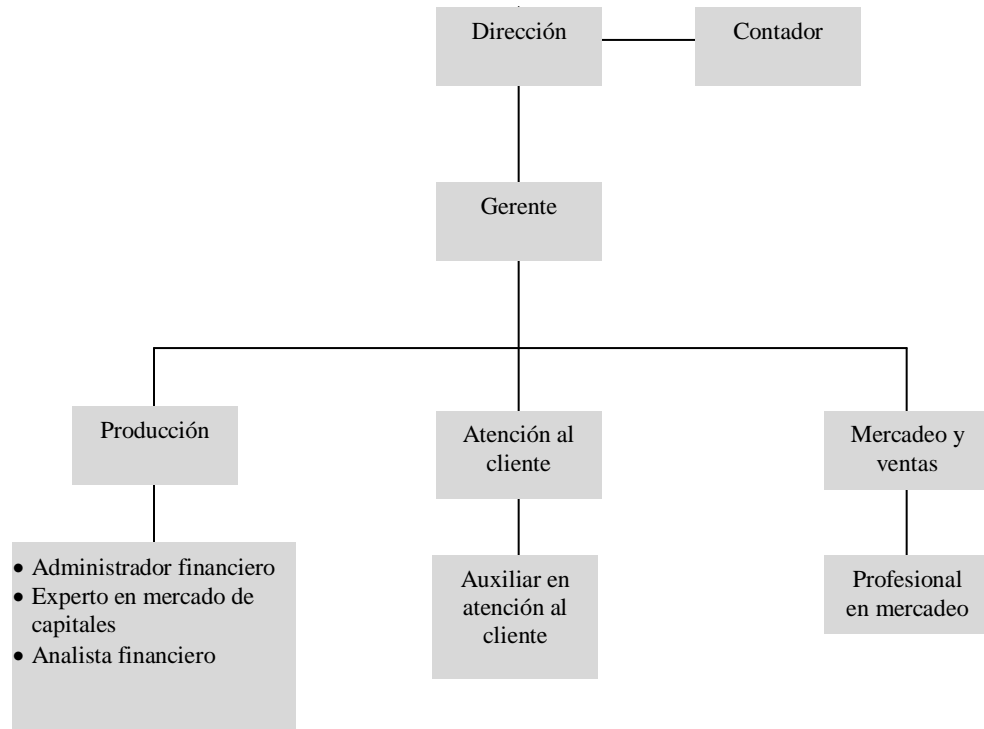 Dirección
Contador
Gerente
Producción
Atención al
cliente
Mercadeo y
ventas
• Administrador financiero
• Experto en mercado de
capitales
• Analista financiero
Auxiliar en
atención al
cliente
Profesional
en mercadeo